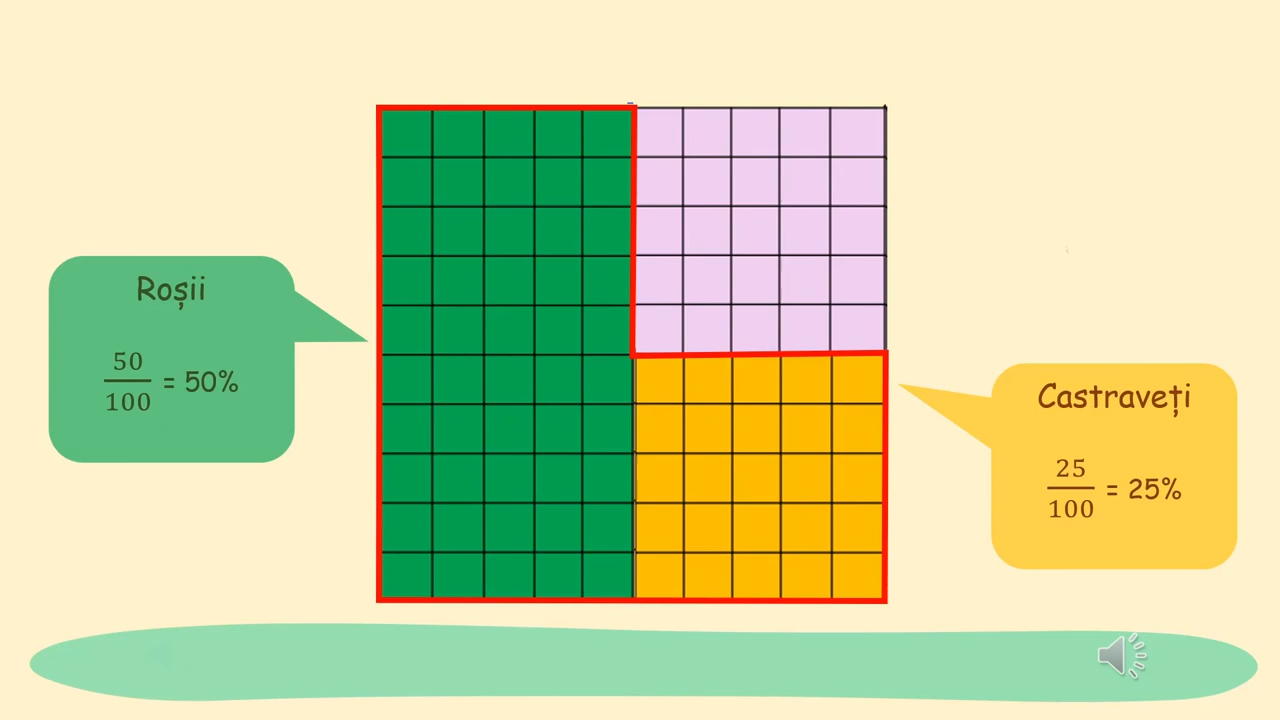 Roșii
50/100 = 50%
Castraveți
25/100 = 25%